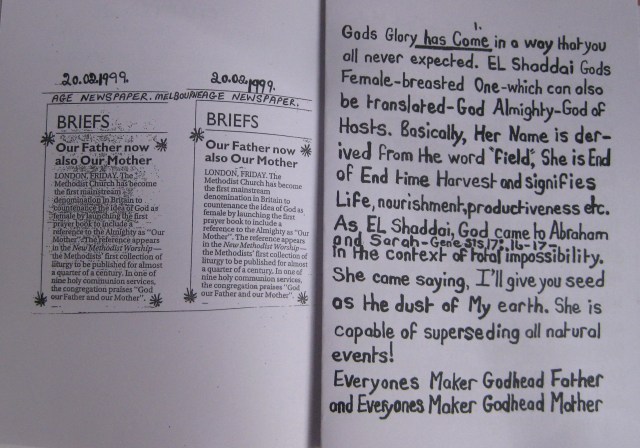 20.02.1999.
AGE NEWSPAPER. MELBOURNE
BRIEFS
Our Father now
also Our Mother
LONDON, FRIDAY. The
Methodist Church has become
the first mainstream
denomination in Britain to
countenance the idea of God as
female by launching the first
prayer book to include a
reference to the Almighty as "Our
Mother". The reference appears
in the New Methodist Worship —
the Methodists' first collection of
liturgy to be published for almost
a quarter of a century. In one of
nine holy communion services,
the congregation praises "God
our Father and our Mother".
20.02.1999.
AGE NEWSPAPER.
BRIEFS
Our Father now
also Our Mother
LONDON, FRIDAY. The
Methodist Church has become
the first mainstream
denomination in Britain to
countenance the idea of God as
female by launching the first
prayer book to include a
reference to the Almighty as "Our
Mother". The reference appears
in the New Methodist Worship —
the Methodists' first collection of
liturgy to be published for almost
a quarter of a century. In one of
nine holy communion services,
the congregation praises "God
our Father and our Mother".
1.
Gods Glory has Come in a way that you
all never expected. EL Shaddai Gods
Female-breasted One-which can also
be translated-God Almighty-God of
Hosts. Basically, Her Name is der-
ived from the word 'field', She is End
of End time Harvest and signifies
Life, nourishment, productiveness etc.
As EL Shaddai, God came to Abraham
and Sarah-Genesis 17; 16-17-
In the context of total impossibility.
She came saying, I'll give you seed
as the dust of My earth. She is
capable of superseding all natural
events!
Everyones Maker Godhead Father
and Everyones Maker Godhead Mother